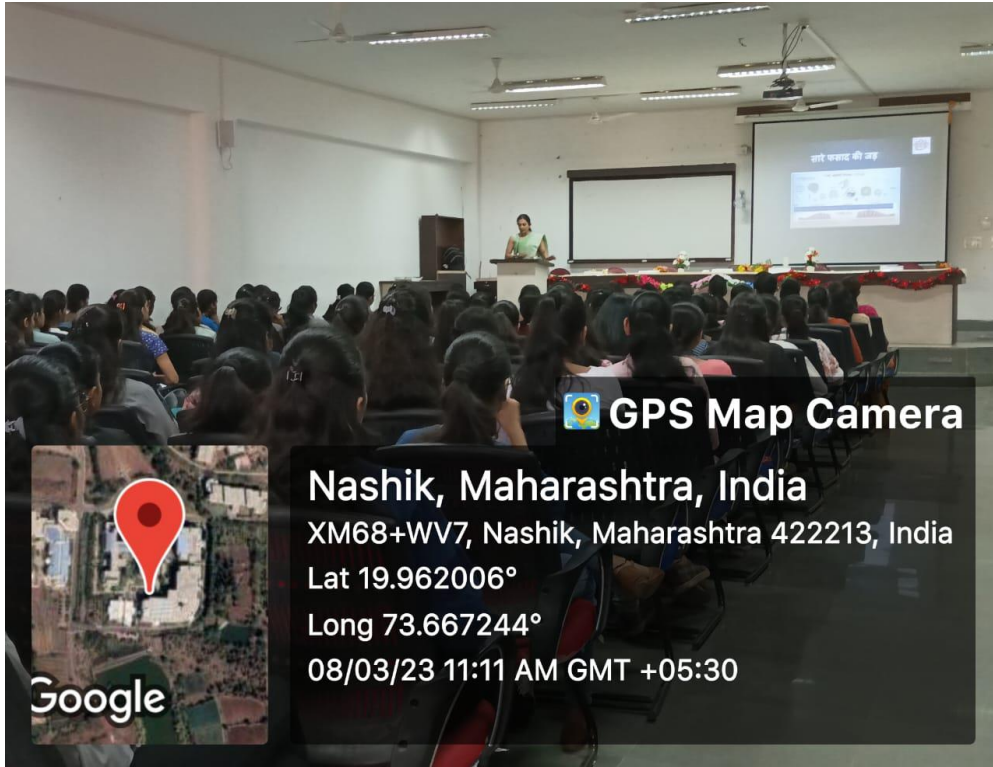 सारे फसाद की जड़
GPS Map Camera
Nashik, Maharashtra, India
XM68+WV7, Nashik, Maharashtra 422213, India
Lat 19.962006°
Long 73.667244°
08/03/23 11:11 AM GMT +05:30
Google